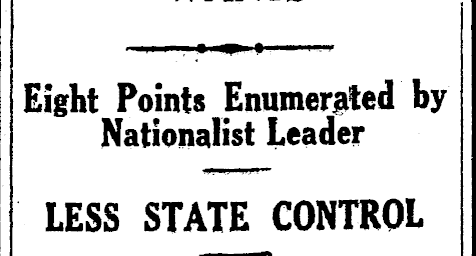 Eight Points Enumerated by
Nationalist Leader
LESS STATE CONTROL